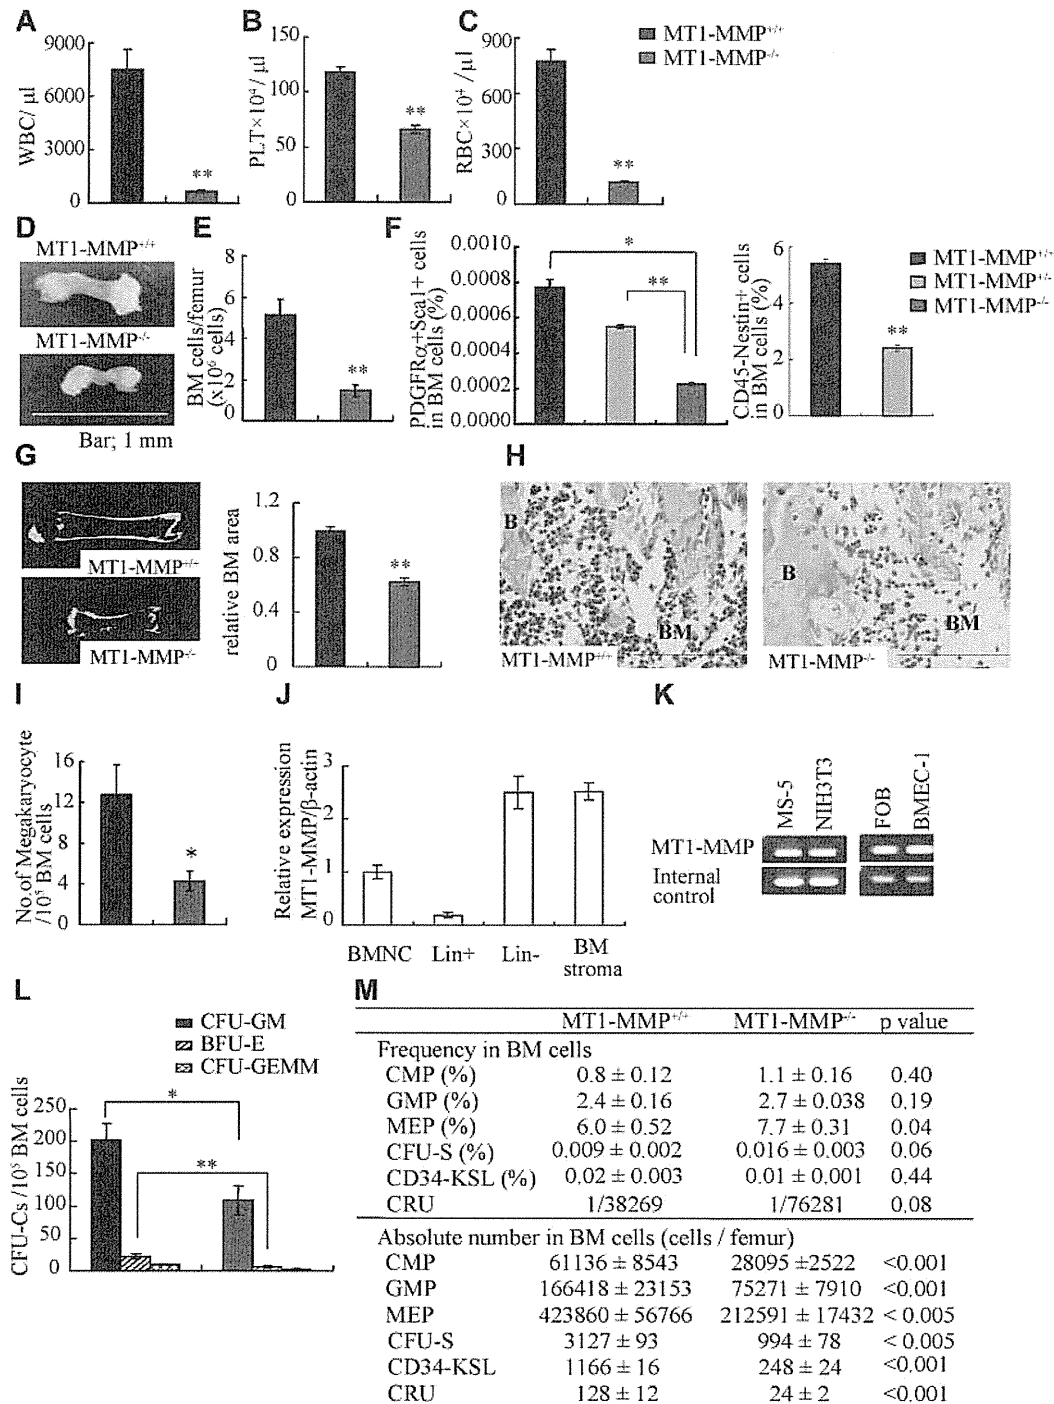 A
B
C
9000
6000
3000
0
WBC/ μl
**
150
100
50
0
PLT×10⁴/ μl
**
900
600
300
0
RBC×10⁴ /μl
**
MT1-MMP+/+
MT1-MMP-/-
D
MT1-MMP+/+
MT1-MMP-/-
Bar; 1 mm
E
8
6
4
2
0
BM cells/femur
(x10⁶ cells)
**
F
0.0010
0.0008
0.0006
0.0004
0.0002
0.0000
PDGFRα+Sca1+ cells
in BM cells (%)
*
**
6
4
2
0
CD45-Nestin+ cells
in BM cells (%)
**
MT1-MMP+/+
MT1-MMP+/-
MT1-MMP-/-
G
MT1-MMP+/+
MT1-MMP-/-
1.2
0.8
0.4
0
relative BM area
**
H
B
BM
MT1-MMP+/+
B
BM
MT1-MMP-/-
I
16
12
8
4
0
No.of Megakaryocyte
/10⁵ BM cells
*
J
3
2
1
0
Relative expression
MT1-MMP/β-actin
BMNC
Lin+
Lin-
BM
stroma
K
MS-5
NIH3T3
FOB
BMEC-1
MT1-MMP
Internal
control
L
CFU-GM
BFU-E
CFU-GEMM
250
200
150
100
50
0
CFU-Cs /10⁵ BM cells
*
**
M
MT1-MMP+/+ MT1-MMP-/- p value
Frequency in BM cells
CMP (%) 0.8 ± 0.12 1.1 ± 0.16 0.40
GMP (%) 2.4 ± 0.16 2.7 ± 0.038 0.19
MEP (%) 6.0 ± 0.52 7.7 ± 0.31 0.04
CFU-S (%) 0.009 ± 0.002 0.016 ± 0.003 0.06
CD34-KSL (%) 0.02 ± 0.003 0.01 ± 0.001 0.44
CRU 1/38269 1/76281 0.08
Absolute number in BM cells (cells / femur)
CMP 61136 ± 8543 28095 ±2522 <0.001
GMP 166418 ± 23153 75271 ± 7910 <0.001
MEP 423860 ± 56766 212591 ± 17432 < 0.005
CFU-S 3127 ± 93 994 ± 78 < 0.005
CD34-KSL 1166 ± 16 248 ± 24 <0.001
CRU 128 ± 12 24 ± 2 <0.001